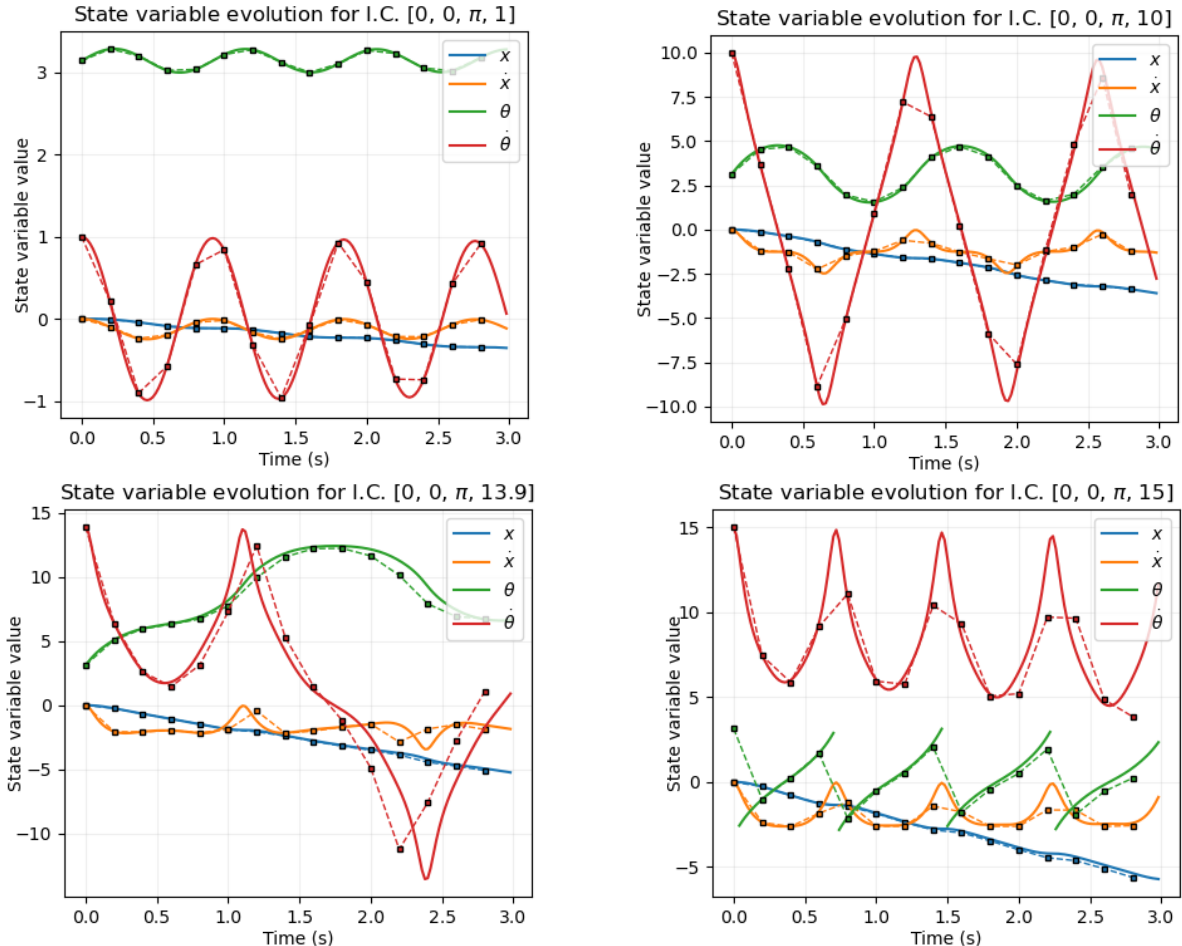 State variable evolution for I.C. [0, 0, π, 1]
State variable value
3
2
1
0
−1
x
ẋ
θ
θ̇
0.0 0.5 1.0 1.5 2.0 2.5 3.0
Time (s)
State variable evolution for I.C. [0, 0, π, 10]
State variable value
10.0
7.5
5.0
2.5
0.0
−2.5
−5.0
−7.5
−10.0
x
ẋ
θ
θ̇
0.0 0.5 1.0 1.5 2.0 2.5 3.0
Time (s)
State variable evolution for I.C. [0, 0, π, 13.9]
State variable value
15
10
5
0
−5
−10
x
ẋ
θ
θ̇
0.0 0.5 1.0 1.5 2.0 2.5 3.0
Time (s)
State variable evolution for I.C. [0, 0, π, 15]
State variable value
15
10
5
0
−5
x
ẋ
θ
θ̇
0.0 0.5 1.0 1.5 2.0 2.5 3.0
Time (s)